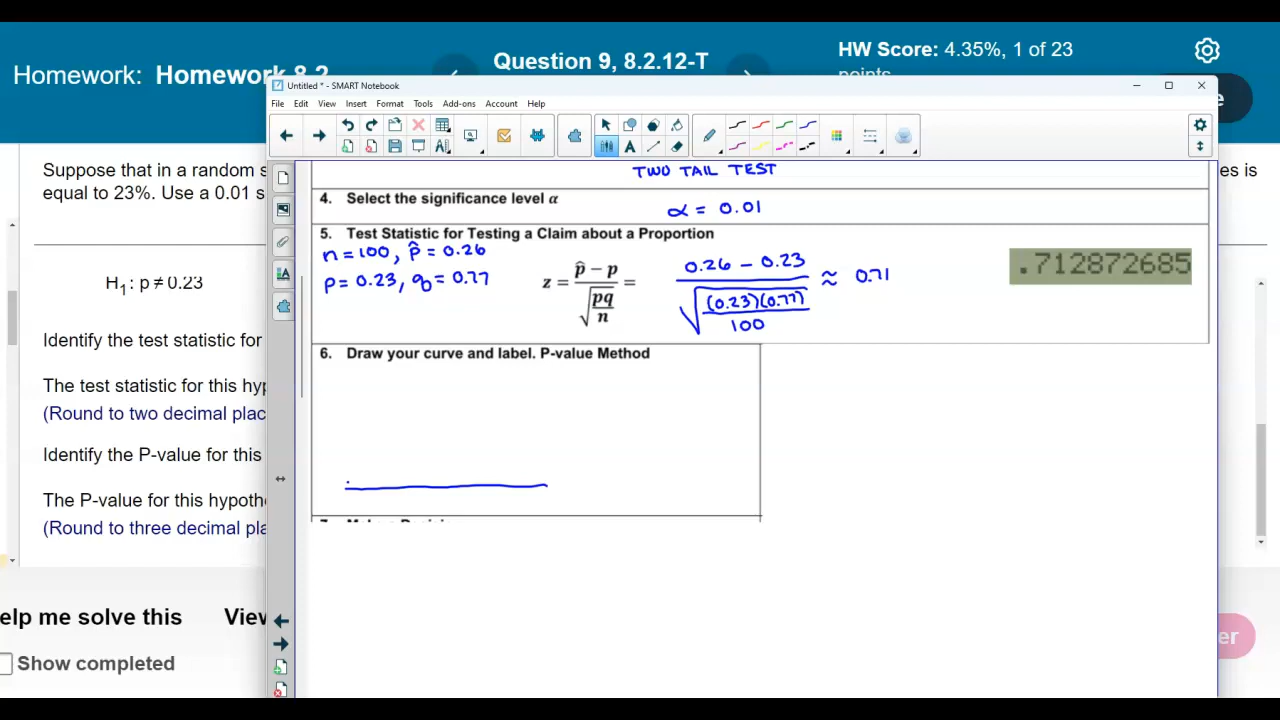 Homework: Homework 8.2
Question 9, 8.2.12-T
HW Score: 4.35%, 1 of 23
points
Untitled * - SMART Notebook
File Edit View Insert Format Tools Add-ons Account Help
Suppose that in a random s
es is
equal to 23%. Use a 0.01 s
H1: p ≠ 0.23
Identify the test statistic for
The test statistic for this hyp
(Round to two decimal plac
Identify the P-value for this
The P-value for this hypothe
(Round to three decimal pla
elp me solve this View
Show completed
er
TWO TAIL TEST
4. Select the significance level α
α = 0.01
5. Test Statistic for Testing a Claim about a Proportion
n = 100, p̂ = 0.26
p = 0.23, q = 0.77
z = p̂ − p / √(pq/n) = 0.26 − 0.23 / √((0.23)(0.77)/100) ≈ 0.71
.712872685
6. Draw your curve and label. P-value Method